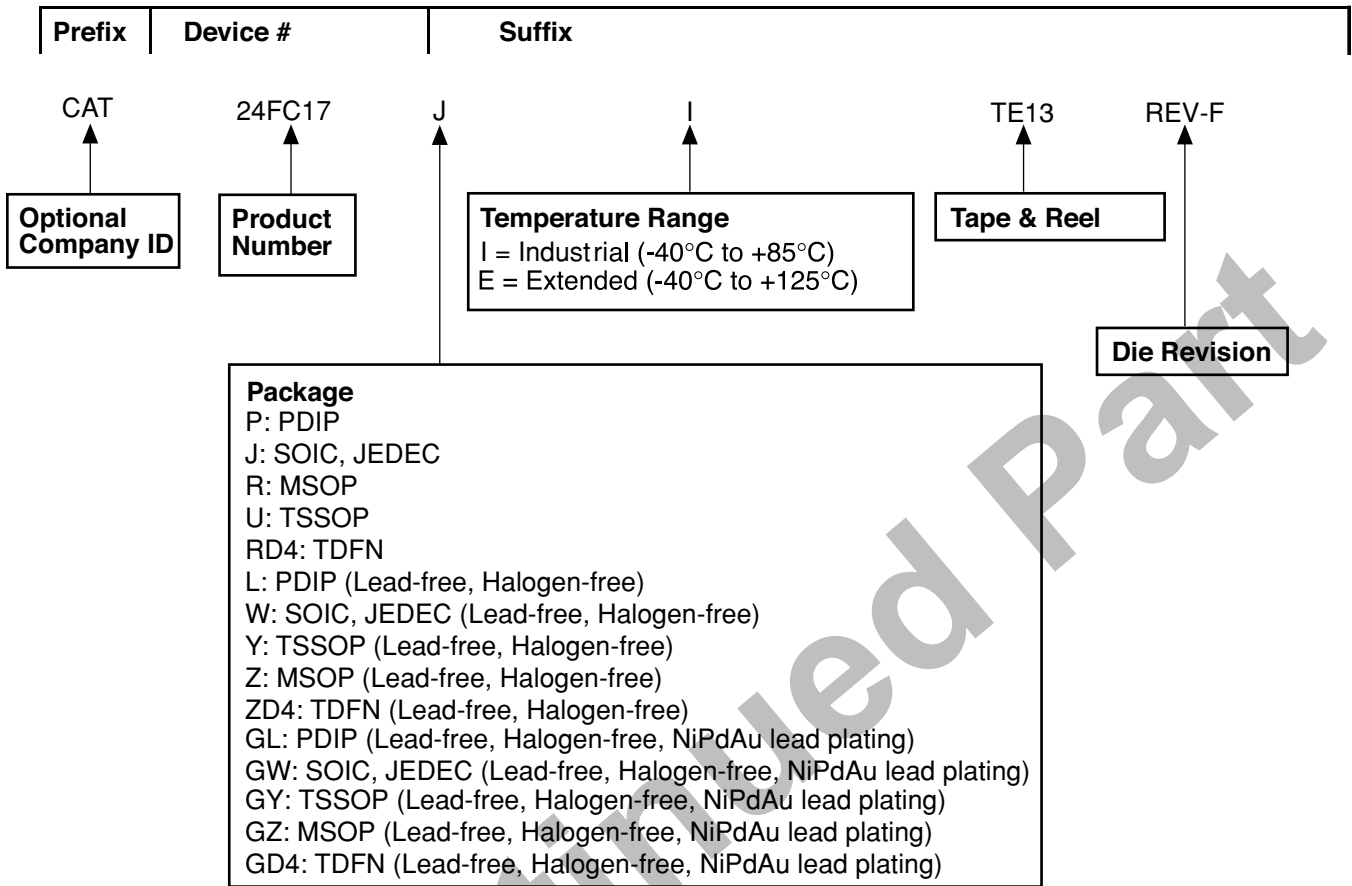 Prefix Device # Suffix
CAT 24FC17 J I TE13 REV-F
Optional
Company ID
Product
Number
Temperature Range
I = Industrial (-40°C to +85°C)
E = Extended (-40°C to +125°C)
Tape & Reel
Die Revision
Package
P: PDIP
J: SOIC, JEDEC
R: MSOP
U: TSSOP
RD4: TDFN
L: PDIP (Lead-free, Halogen-free)
W: SOIC, JEDEC (Lead-free, Halogen-free)
Y: TSSOP (Lead-free, Halogen-free)
Z: MSOP (Lead-free, Halogen-free)
ZD4: TDFN (Lead-free, Halogen-free)
GL: PDIP (Lead-free, Halogen-free, NiPdAu lead plating)
GW: SOIC, JEDEC (Lead-free, Halogen-free, NiPdAu lead plating)
GY: TSSOP (Lead-free, Halogen-free, NiPdAu lead plating)
GZ: MSOP (Lead-free, Halogen-free, NiPdAu lead plating)
GD4: TDFN (Lead-free, Halogen-free, NiPdAu lead plating)
tinued Part